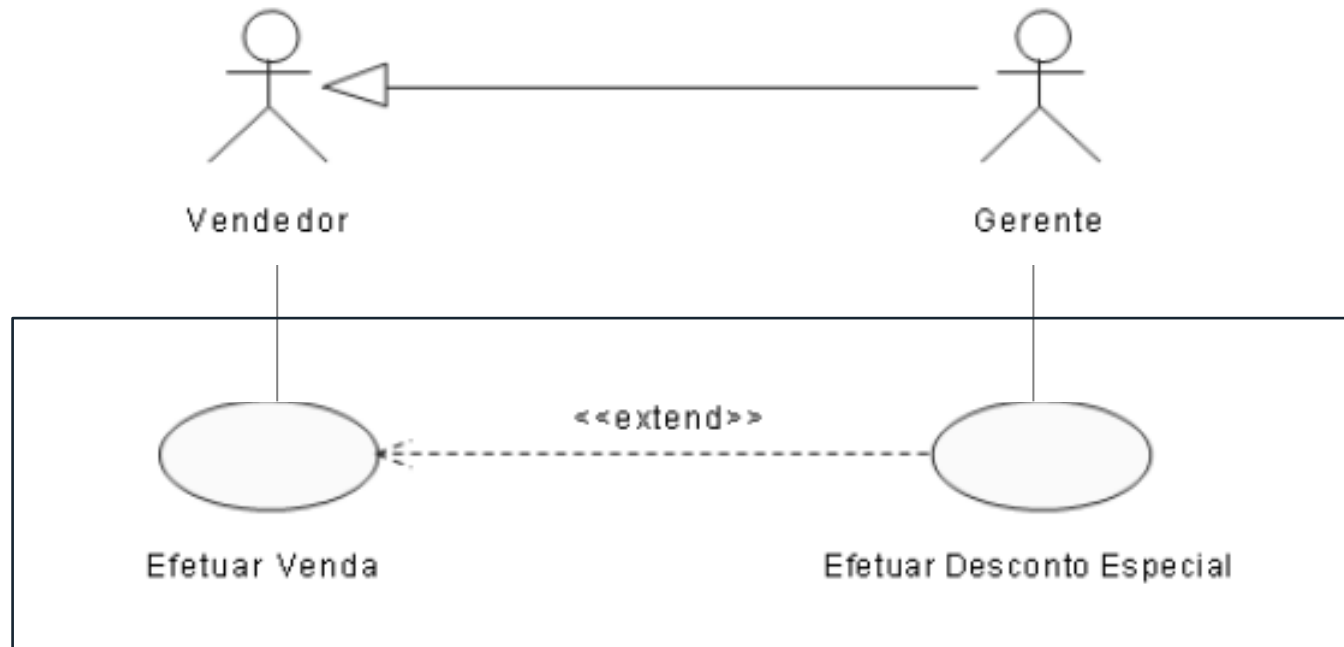 Vendedor
Gerente
<<extend>>
Efetuar Venda
Efetuar Desconto Especial